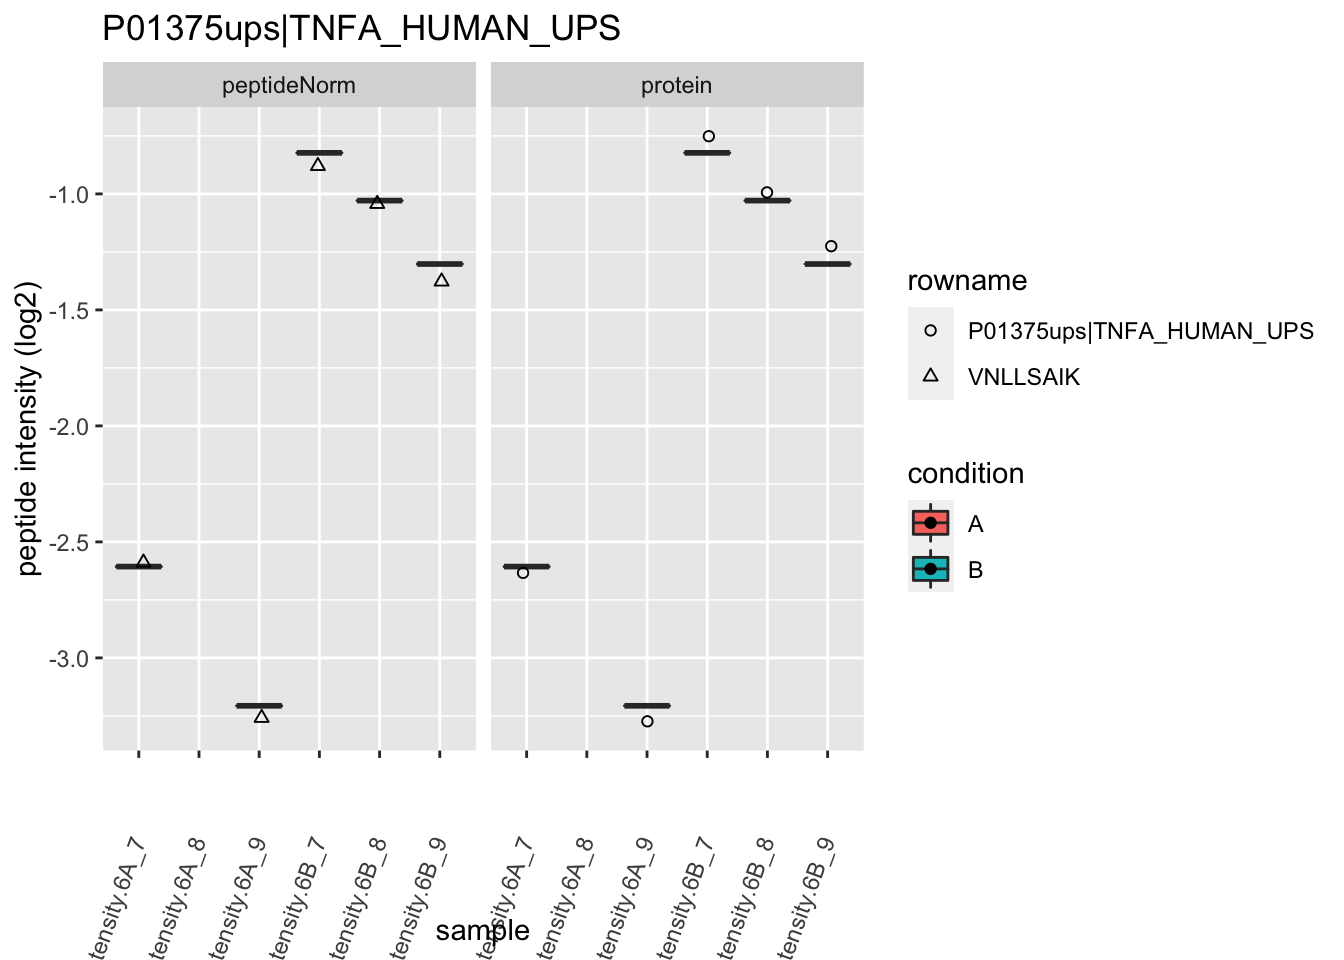 P01375ups|TNFA_HUMAN_UPS
peptideNorm
protein
peptide intensity (log2)
-1.0
-1.5
-2.0
-2.5
-3.0
tensity.6A_7
tensity.6A_8
tensity.6A_9
tensity.6B_7
tensity.6B_8
tensity.6B_9
tensity.6A_7
tensity.6A_8
tensity.6A_9
tensity.6B_7
tensity.6B_8
tensity.6B_9
sample
rowname
P01375ups|TNFA_HUMAN_UPS
VNLLSAIK
condition
A
B